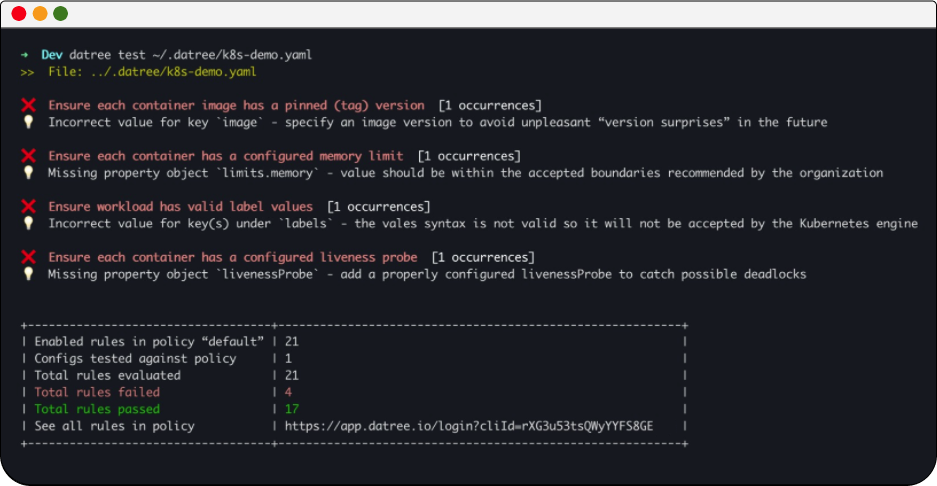 → Dev datree test ~/.datree/k8s-demo.yaml
>> File: ../.datree/k8s-demo.yaml
❌ Ensure each container image has a pinned (tag) version [1 occurrences]
💡 Incorrect value for key `image` - specify an image version to avoid unpleasant “version surprises” in the future
❌ Ensure each container has a configured memory limit [1 occurrences]
💡 Missing property object `limits.memory` - value should be within the accepted boundaries recommended by the organization
❌ Ensure workload has valid label values [1 occurrences]
💡 Incorrect value for key(s) under `labels` - the vales syntax is not valid so it will not be accepted by the Kubernetes engine
❌ Ensure each container has a configured liveness probe [1 occurrences]
💡 Missing property object `livenessProbe` - add a properly configured livenessProbe to catch possible deadlocks
+-----------------------------------+----------------------------------------------------------+
| Enabled rules in policy “default” | 21 |
| Configs tested against policy | 1 |
| Total rules evaluated | 21 |
| Total rules failed | 4 |
| Total rules passed | 17 |
| See all rules in policy | https://app.datree.io/login?cliId=rXG3u53tsQWyYYFS8GE |
+-----------------------------------+----------------------------------------------------------+